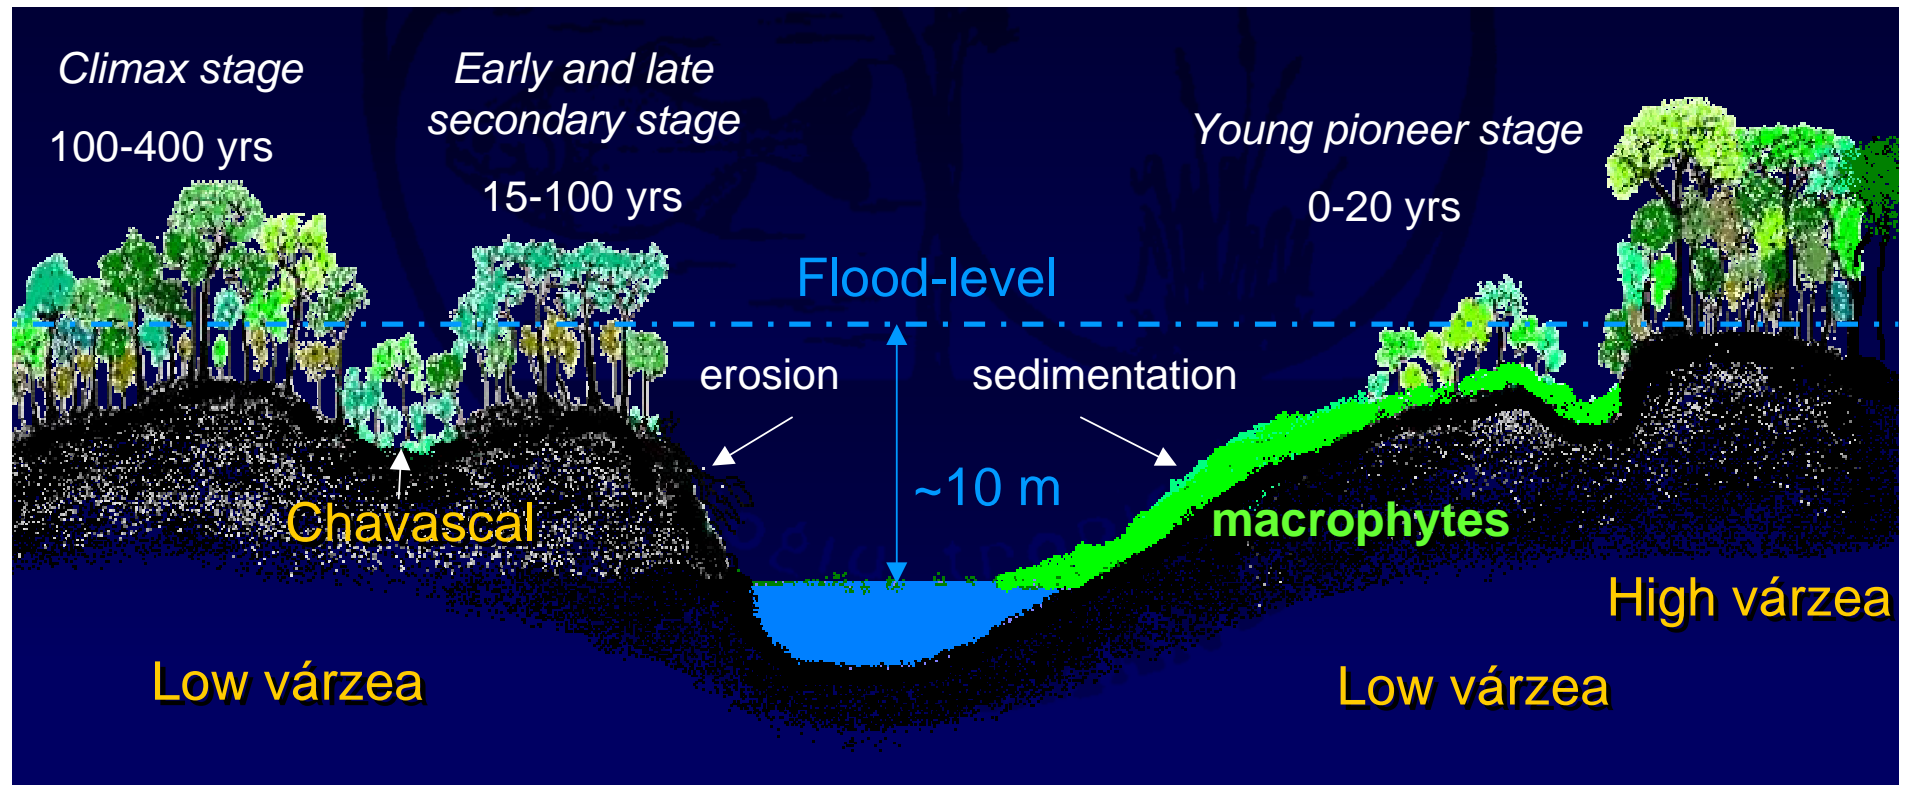 Climax stage
100-400 yrs
Early and late
secondary stage
15-100 yrs
Young pioneer stage
0-20 yrs
Flood-level
erosion
sedimentation
~10 m
Chavascal
macrophytes
High várzea
Low várzea
Low várzea